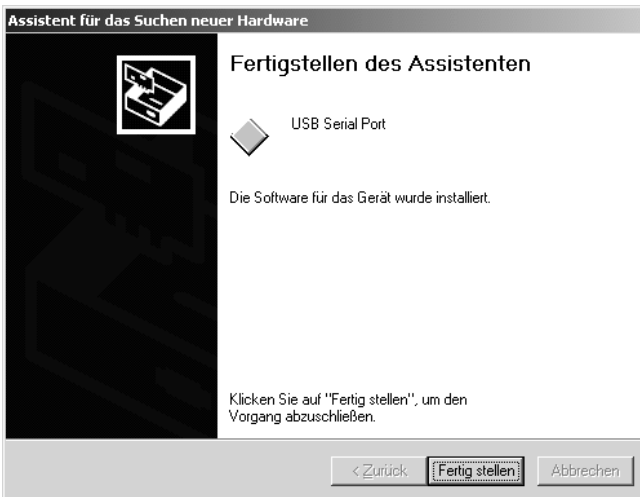 Assistent für das Suchen neuer Hardware
Fertigstellen des Assistenten
USB Serial Port
Die Software für das Gerät wurde installiert.
Klicken Sie auf "Fertig stellen", um den
Vorgang abzuschließen.
< Zurück Fertig stellen Abbrechen